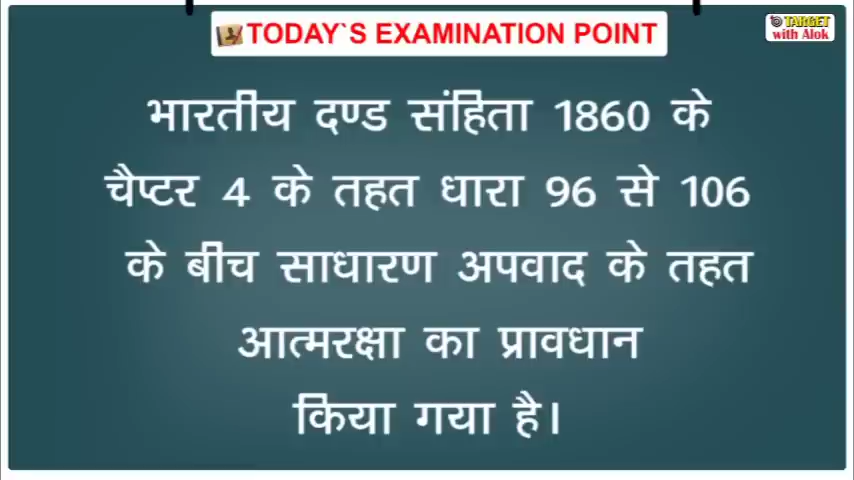 TODAY`S EXAMINATION POINT
TARGET
with Alok
भारतीय दण्ड संहिता 1860 के
चैप्टर 4 के तहत धारा 96 से 106
के बीच साधारण अपवाद के तहत
आत्मरक्षा का प्रावधान
किया गया है।